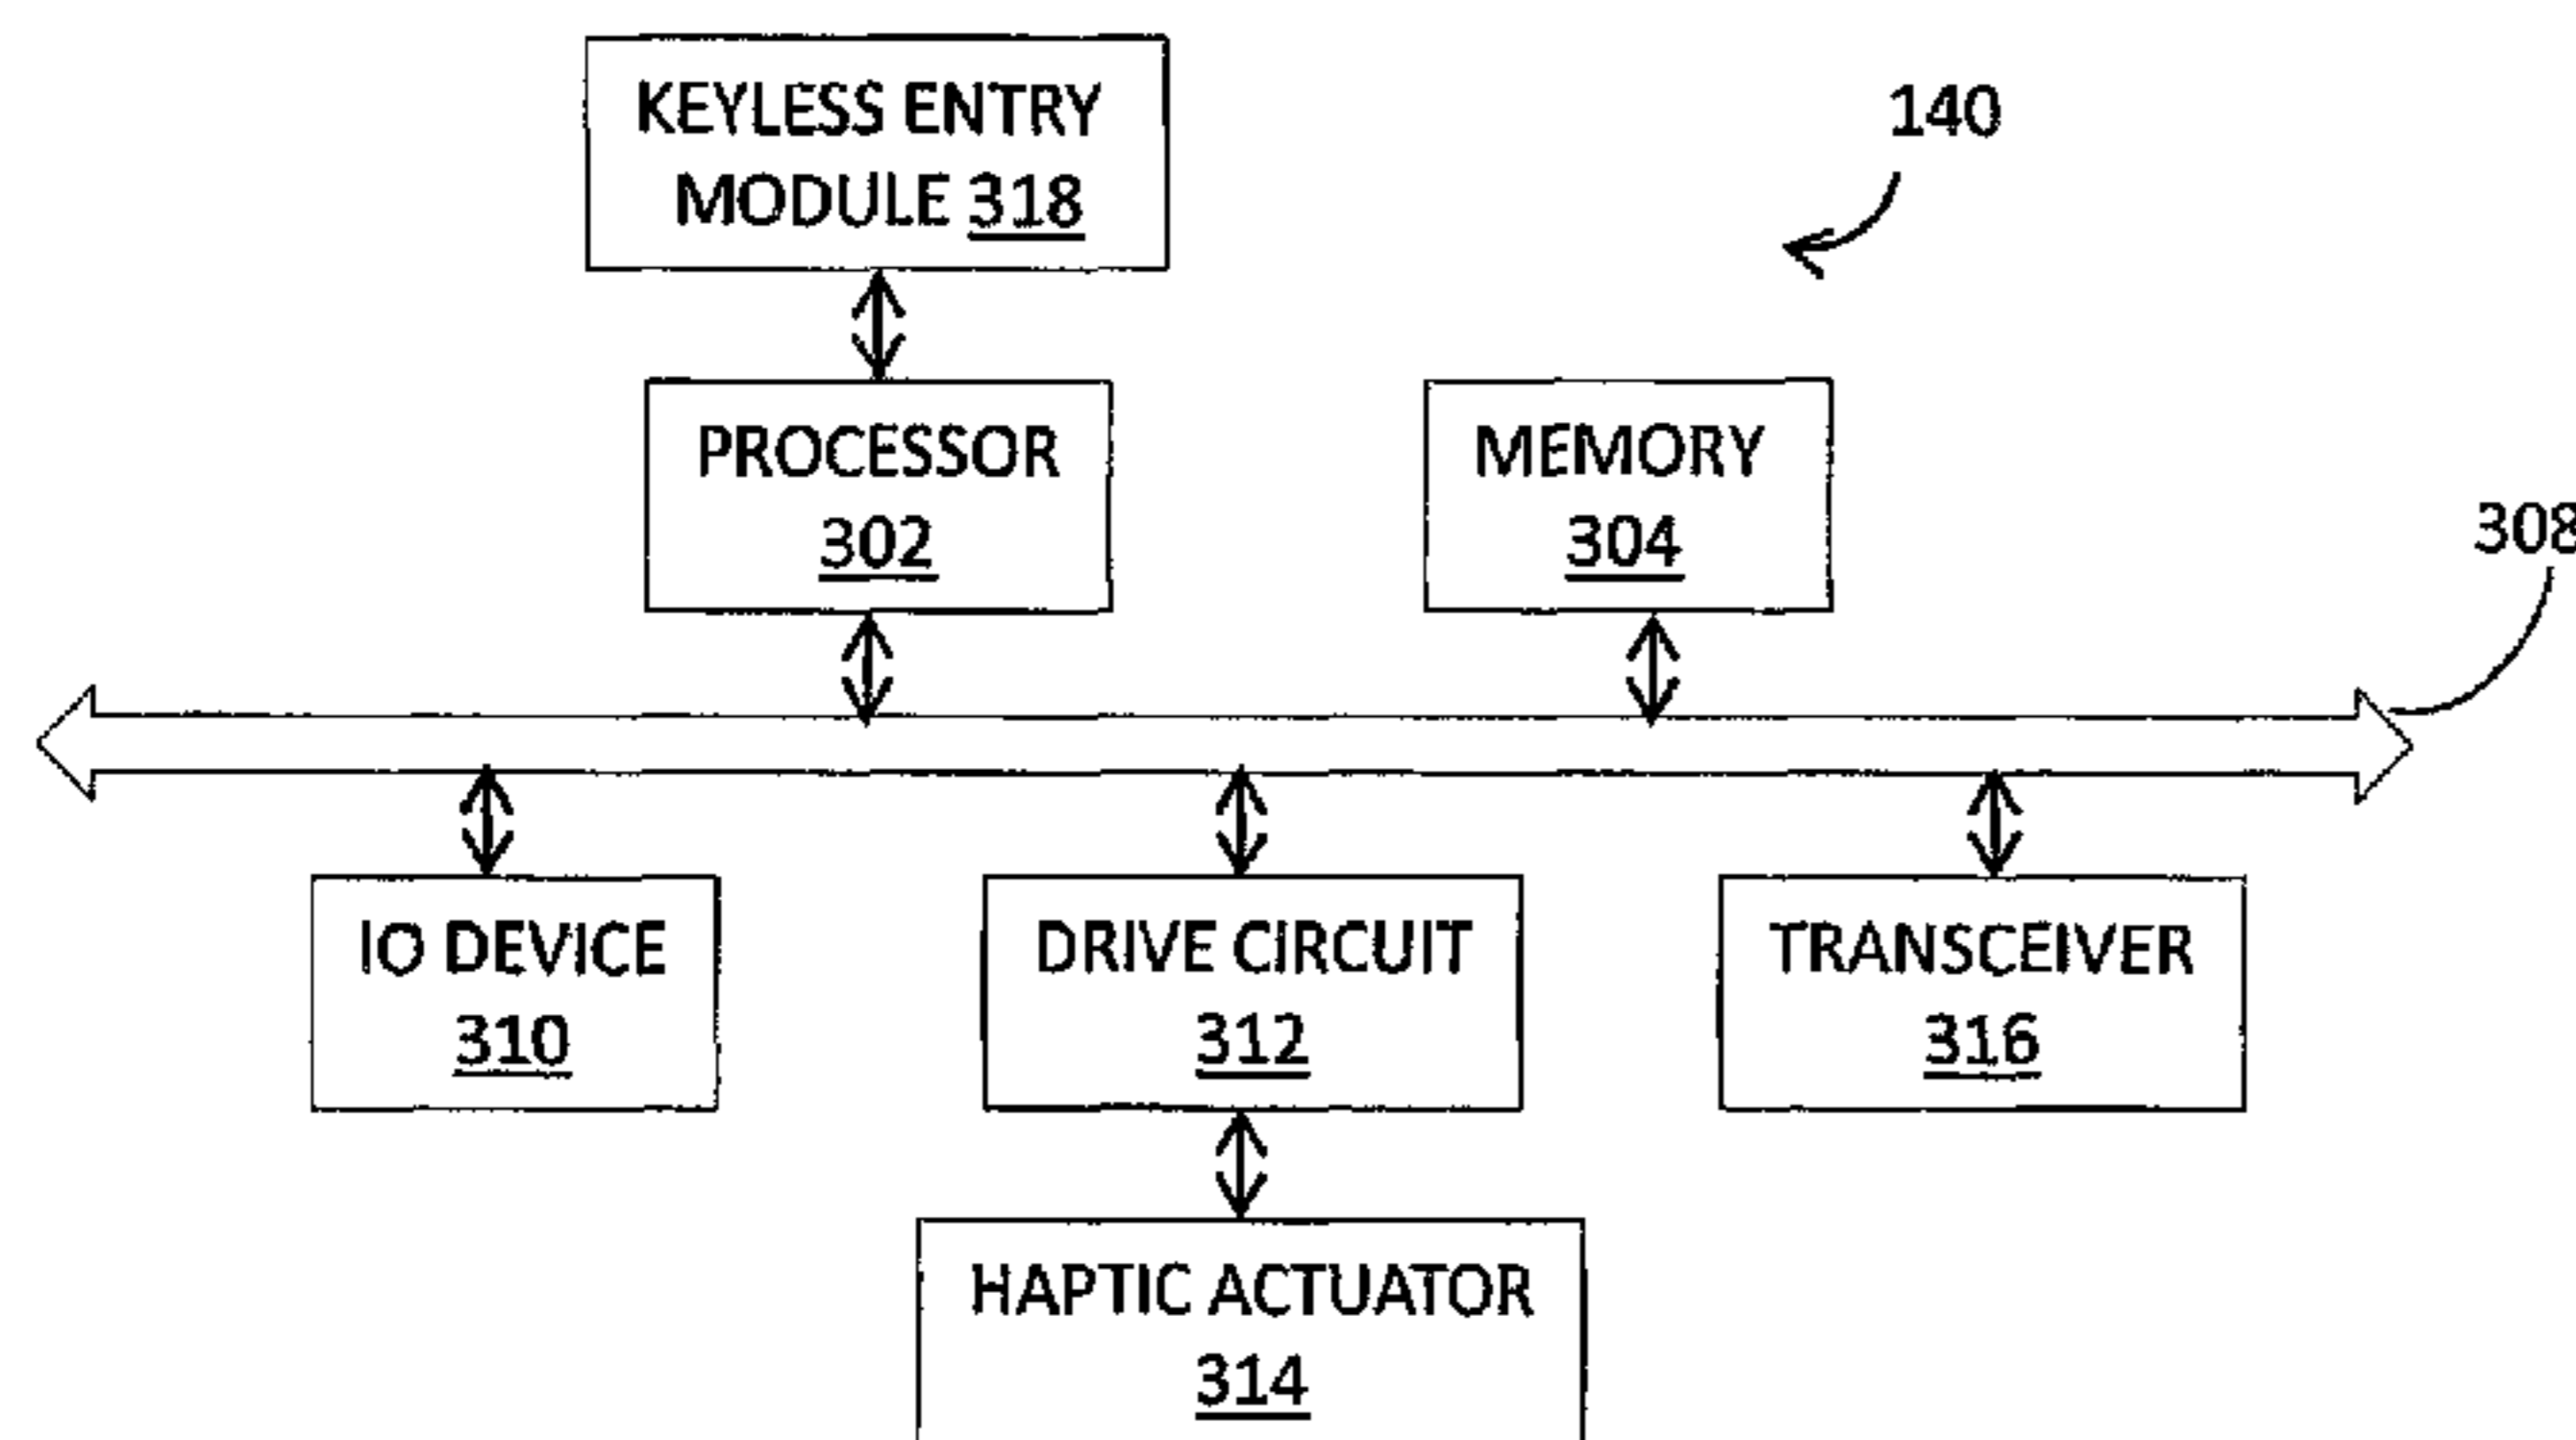 KEYLESS ENTRY
MODULE 318
140
PROCESSOR
302
MEMORY
304
308
IO DEVICE
310
DRIVE CIRCUIT
312
TRANSCEIVER
316
HAPTIC ACTUATOR
314